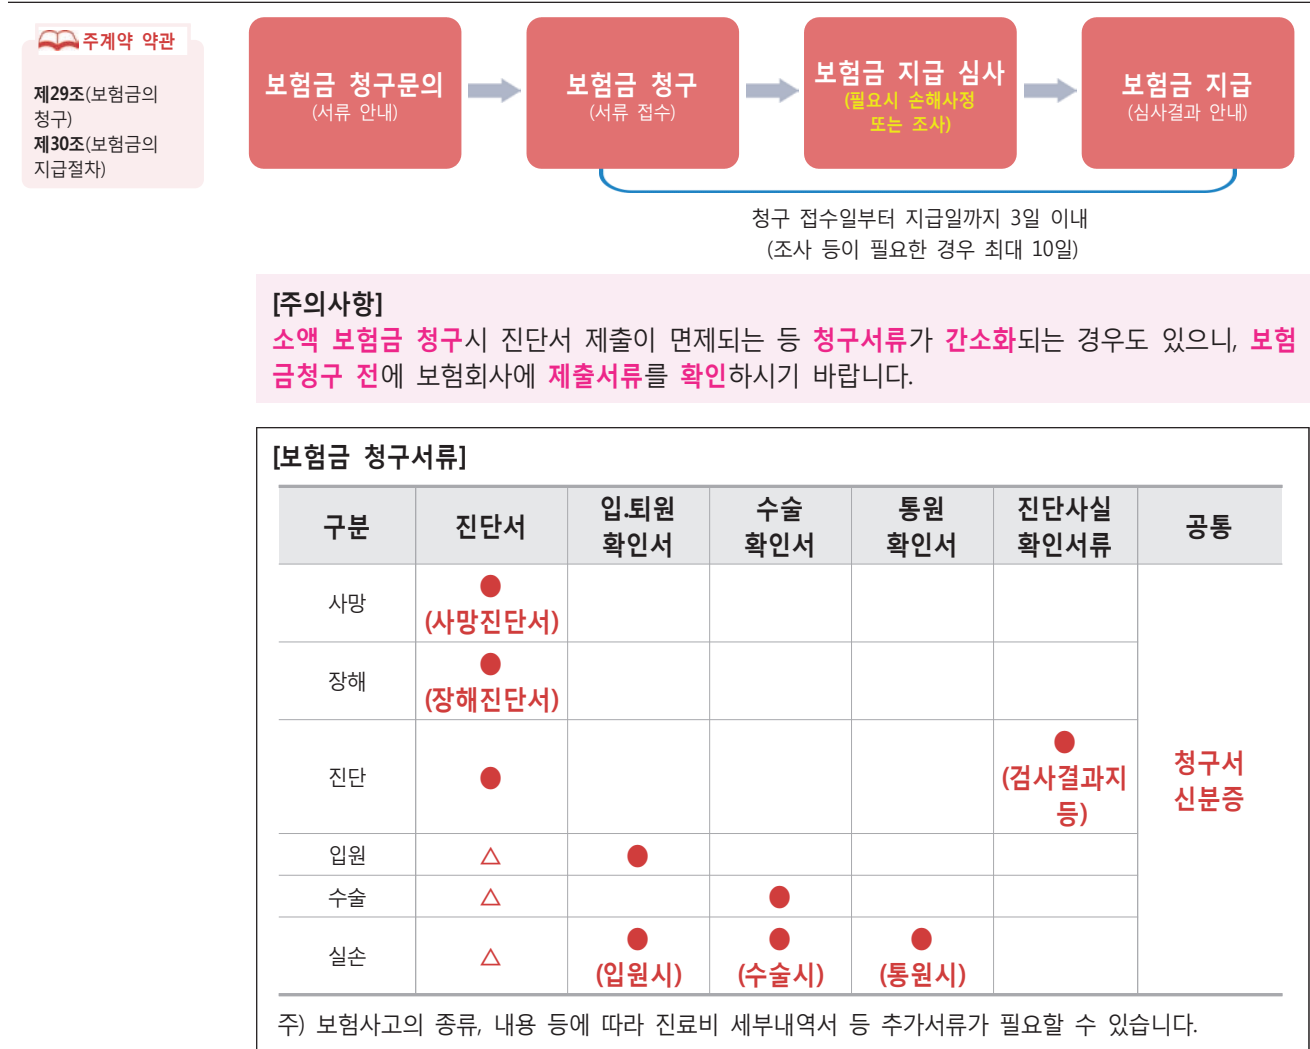 주계약 약관
제29조(보험금의
청구)
제30조(보험금의
지급절차)
보험금 청구문의
(서류 안내)
보험금 청구
(서류 접수)
보험금 지급 심사
(필요시 손해사정
또는 조사)
보험금 지급
(심사결과 안내)
청구 접수일부터 지급일까지 3일 이내
(조사 등이 필요한 경우 최대 10일)
[주의사항]
소액 보험금 청구시 진단서 제출이 면제되는 등 청구서류가 간소화되는 경우도 있으니, 보험
금청구 전에 보험회사에 제출서류를 확인하시기 바랍니다.
[보험금 청구서류]
구분 진단서 입.퇴원 확인서 수술 확인서 통원 확인서 진단사실 확인서류 공통
사망 ● (사망진단서)
장해 ● (장해진단서)
진단 ● ● (검사결과지 등)
청구서
신분증
입원 △ ●
수술 △ ●
실손 △ ● (입원시) ● (수술시) ● (통원시)
주) 보험사고의 종류, 내용 등에 따라 진료비 세부내역서 등 추가서류가 필요할 수 있습니다.